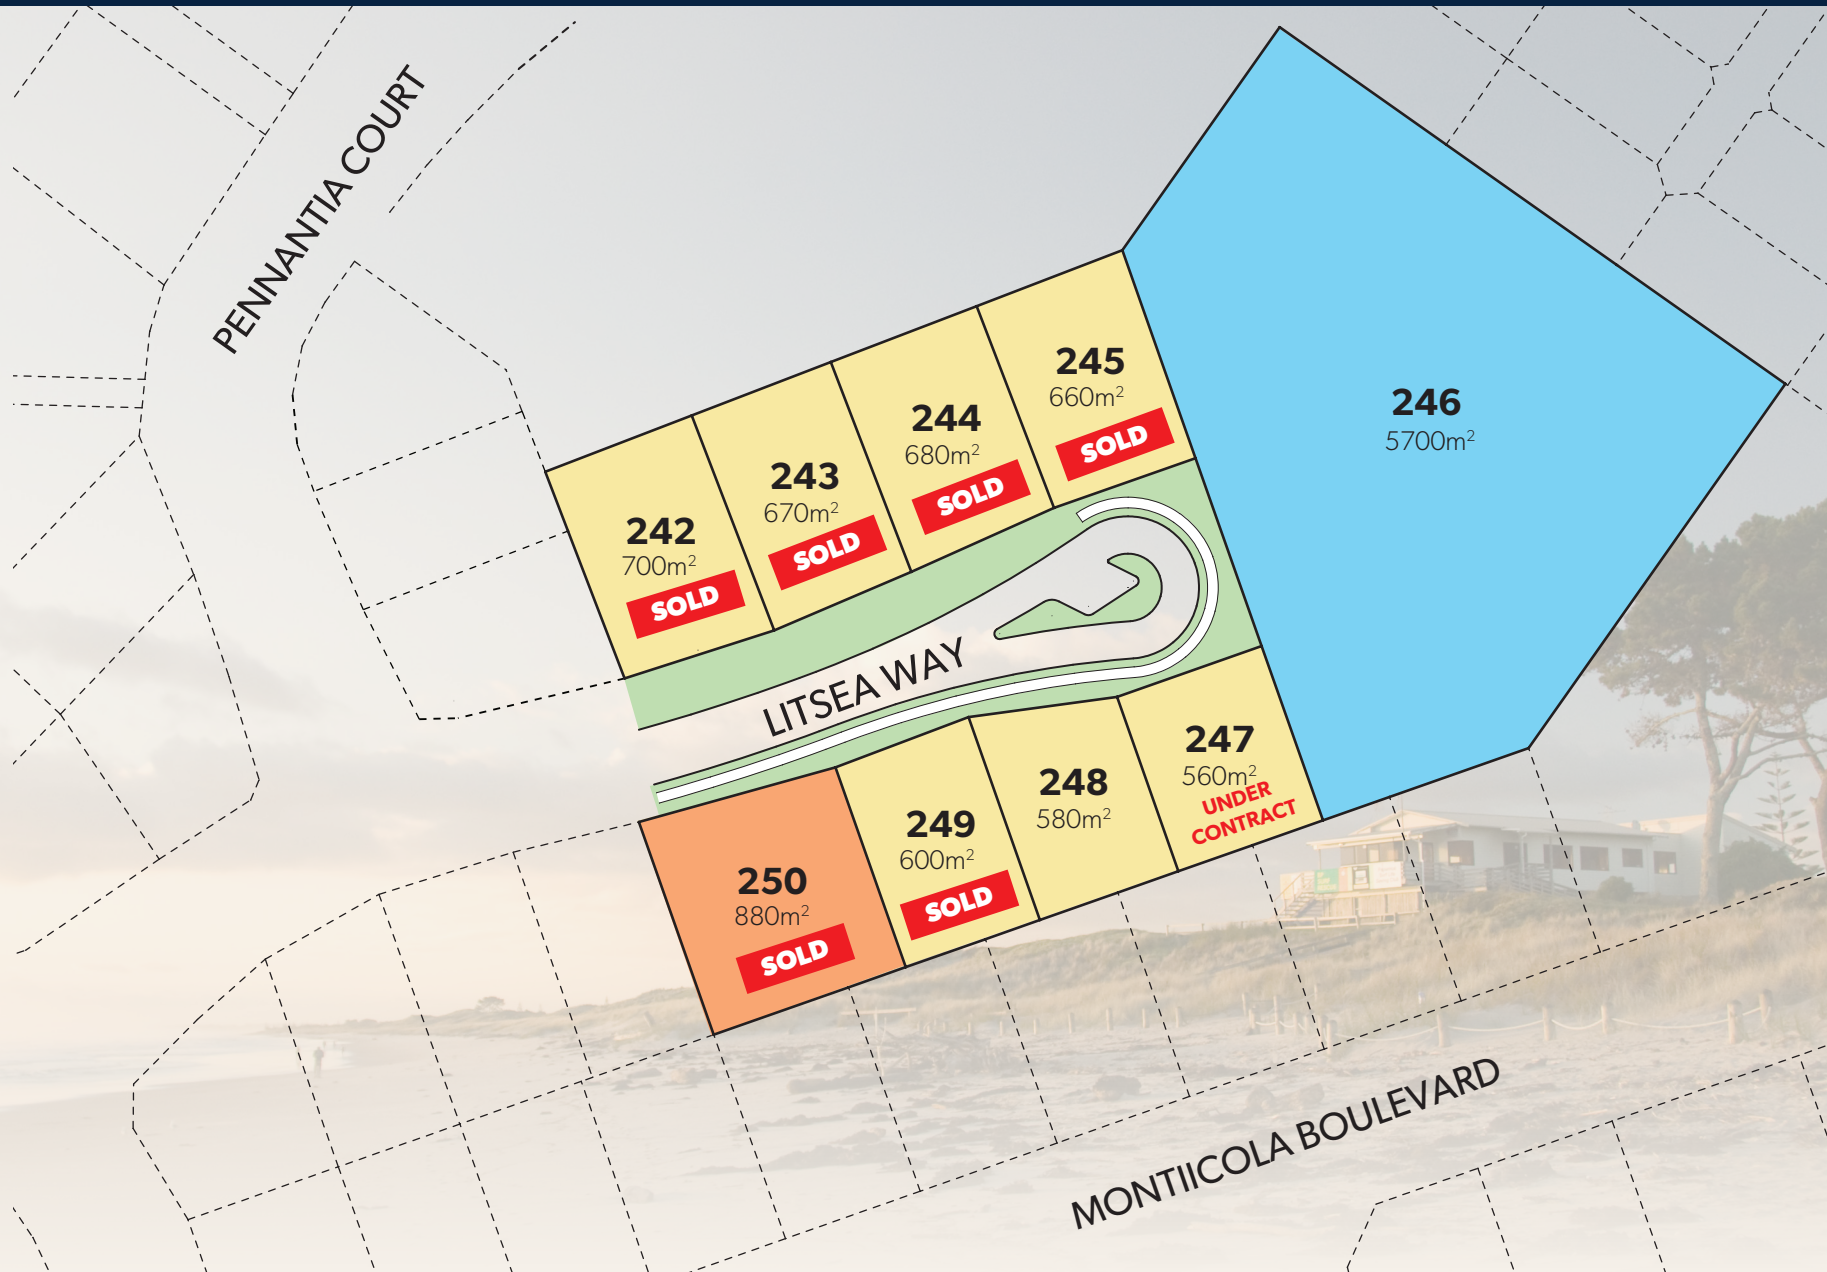 PENNANTIA COURT
242
700m²
SOLD
243
670m²
SOLD
244
680m²
SOLD
245
660m²
SOLD
246
5700m²
LITSEA WAY
247
560m²
UNDER
CONTRACT
248
580m²
249
600m²
SOLD
250
880m²
SOLD
MONTIICOLA BOULEVARD